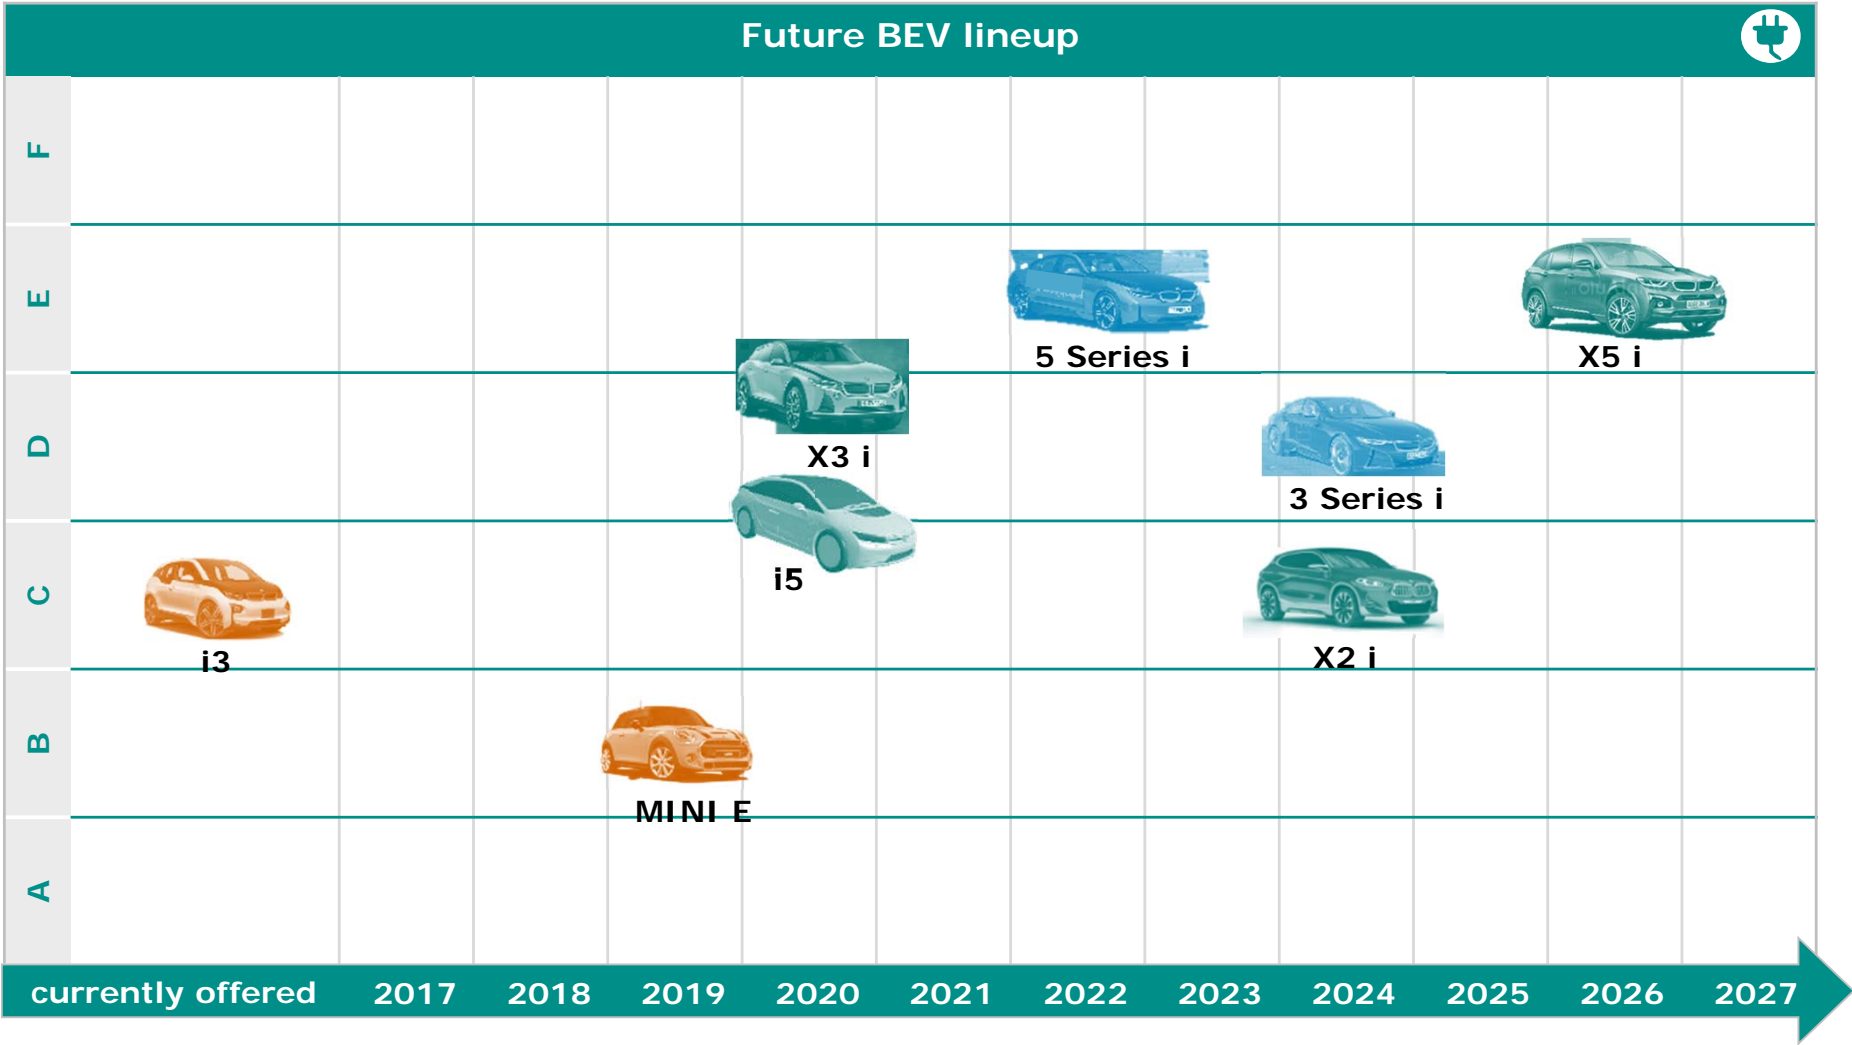 Future BEV lineup
F
E
5 Series i
X5 i
D
X3 i
3 Series i
C
i5
i3
X2 i
B
MINI E
A
currently offered 2017 2018 2019 2020 2021 2022 2023 2024 2025 2026 2027